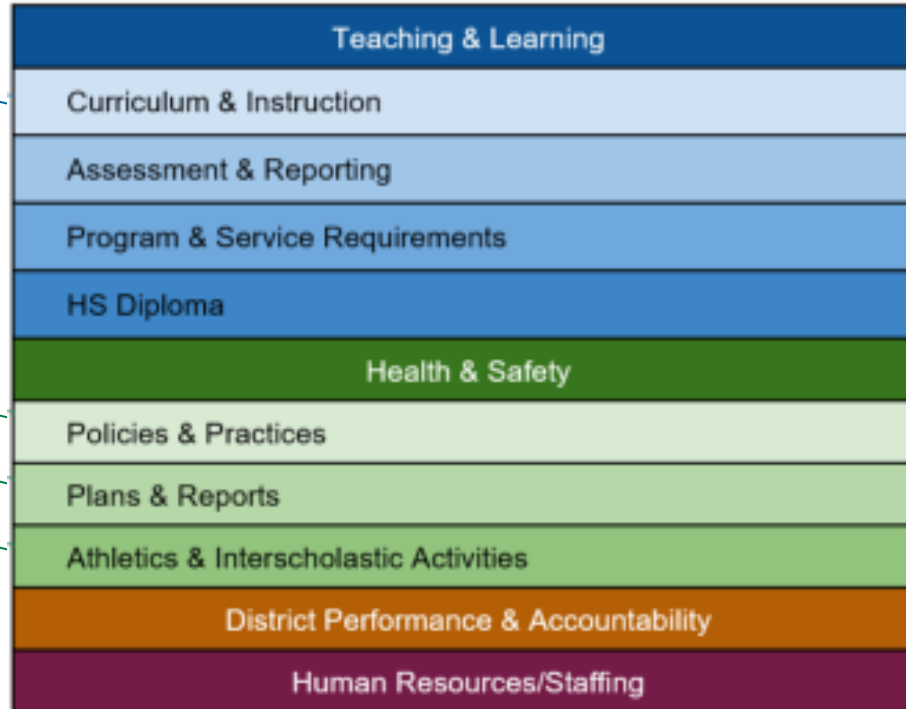 Teaching & Learning
Curriculum & Instruction
Assessment & Reporting
Program & Service Requirements
HS Diploma
Health & Safety
Policies & Practices
Plans & Reports
Athletics & Interscholastic Activities
District Performance & Accountability
Human Resources/Staffing